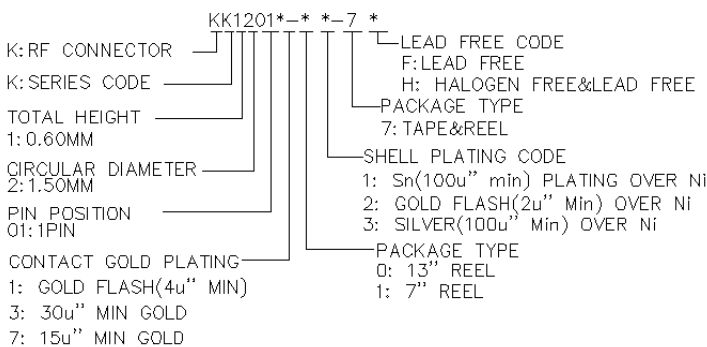 KK1201*-* *-7 *
K:RF CONNECTOR
K:SERIES CODE
TOTAL HEIGHT
1:0.60MM
CIRCULAR DIAMETER
2:1.50MM
PIN POSITION
01:1PIN
CONTACT GOLD PLATING
1: GOLD FLASH(4u" MIN)
3: 30u" MIN GOLD
7: 15u" MIN GOLD
LEAD FREE CODE
F:LEAD FREE
H: HALOGEN FREE&LEAD FREE
PACKAGE TYPE
7:TAPE&REEL
SHELL PLATING CODE
1: Sn(100u" min) PLATING OVER Ni
2: GOLD FLASH(2u" Min) OVER Ni
3: SILVER(100u" Min) OVER Ni
PACKAGE TYPE
0: 13" REEL
1: 7" REEL